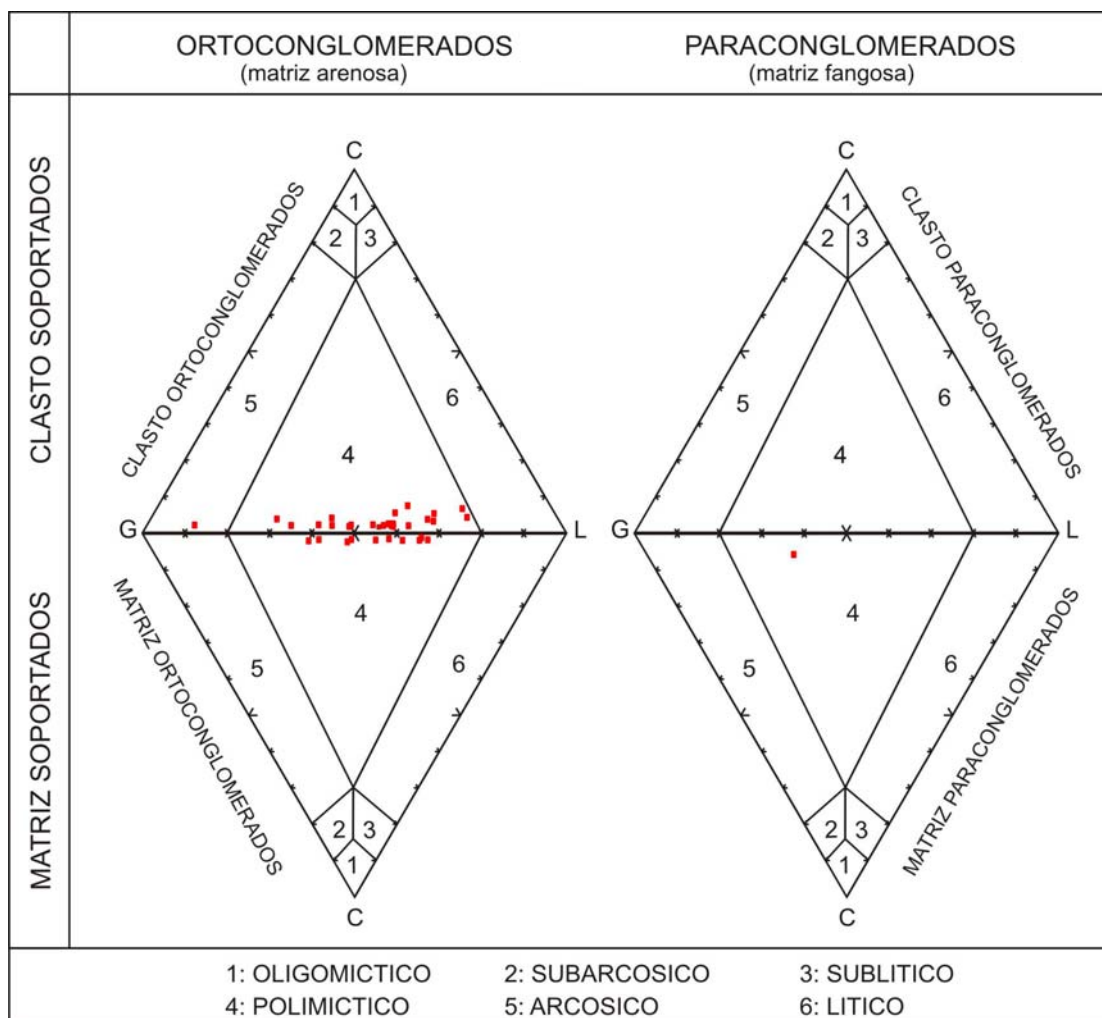 ORTOCONGLOMERADOS
(matriz arenosa)
PARACONGLOMERADOS
(matriz fangosa)
CLASTO SOPORTADOS
MATRIZ SOPORTADOS
C
1
2 3
CLASTO ORTOCONGLOMERADOS
5
6
4
G
L
4
5
6
MATRIZ ORTOCONGLOMERADOS
2 3
1
C
C
1
2 3
CLASTO PARACONGLOMERADOS
5
6
4
G
L
4
5
6
MATRIZ PARACONGLOMERADOS
2 3
1
C
1: OLIGOMICTICO 2: SUBARCOSICO 3: SUBLITICO
4: POLIMICTICO 5: ARCOSICO 6: LITICO